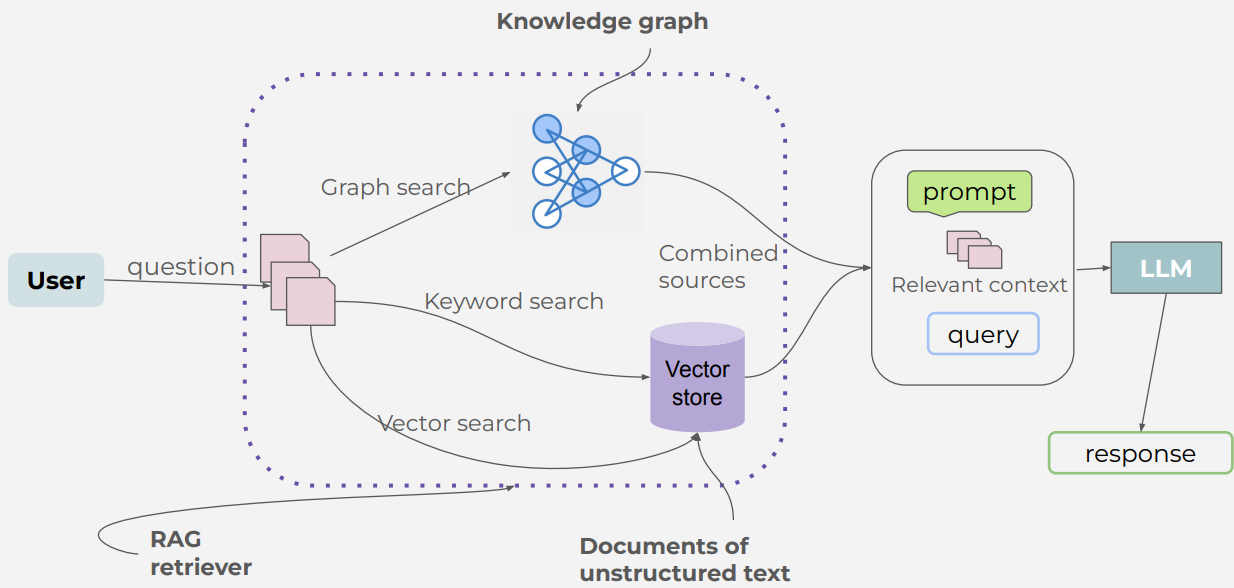 Knowledge graph
Graph search
prompt
User
question
Combined
sources
Relevant context
LLM
Keyword search
query
Vector
store
Vector search
response
RAG
retriever
Documents of
unstructured text